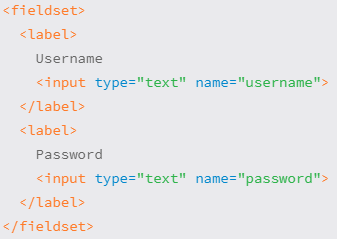 <fieldset>
<label>
Username
<input type="text" name="username">
</label>
<label>
Password
<input type="text" name="password">
</label>
</fieldset>